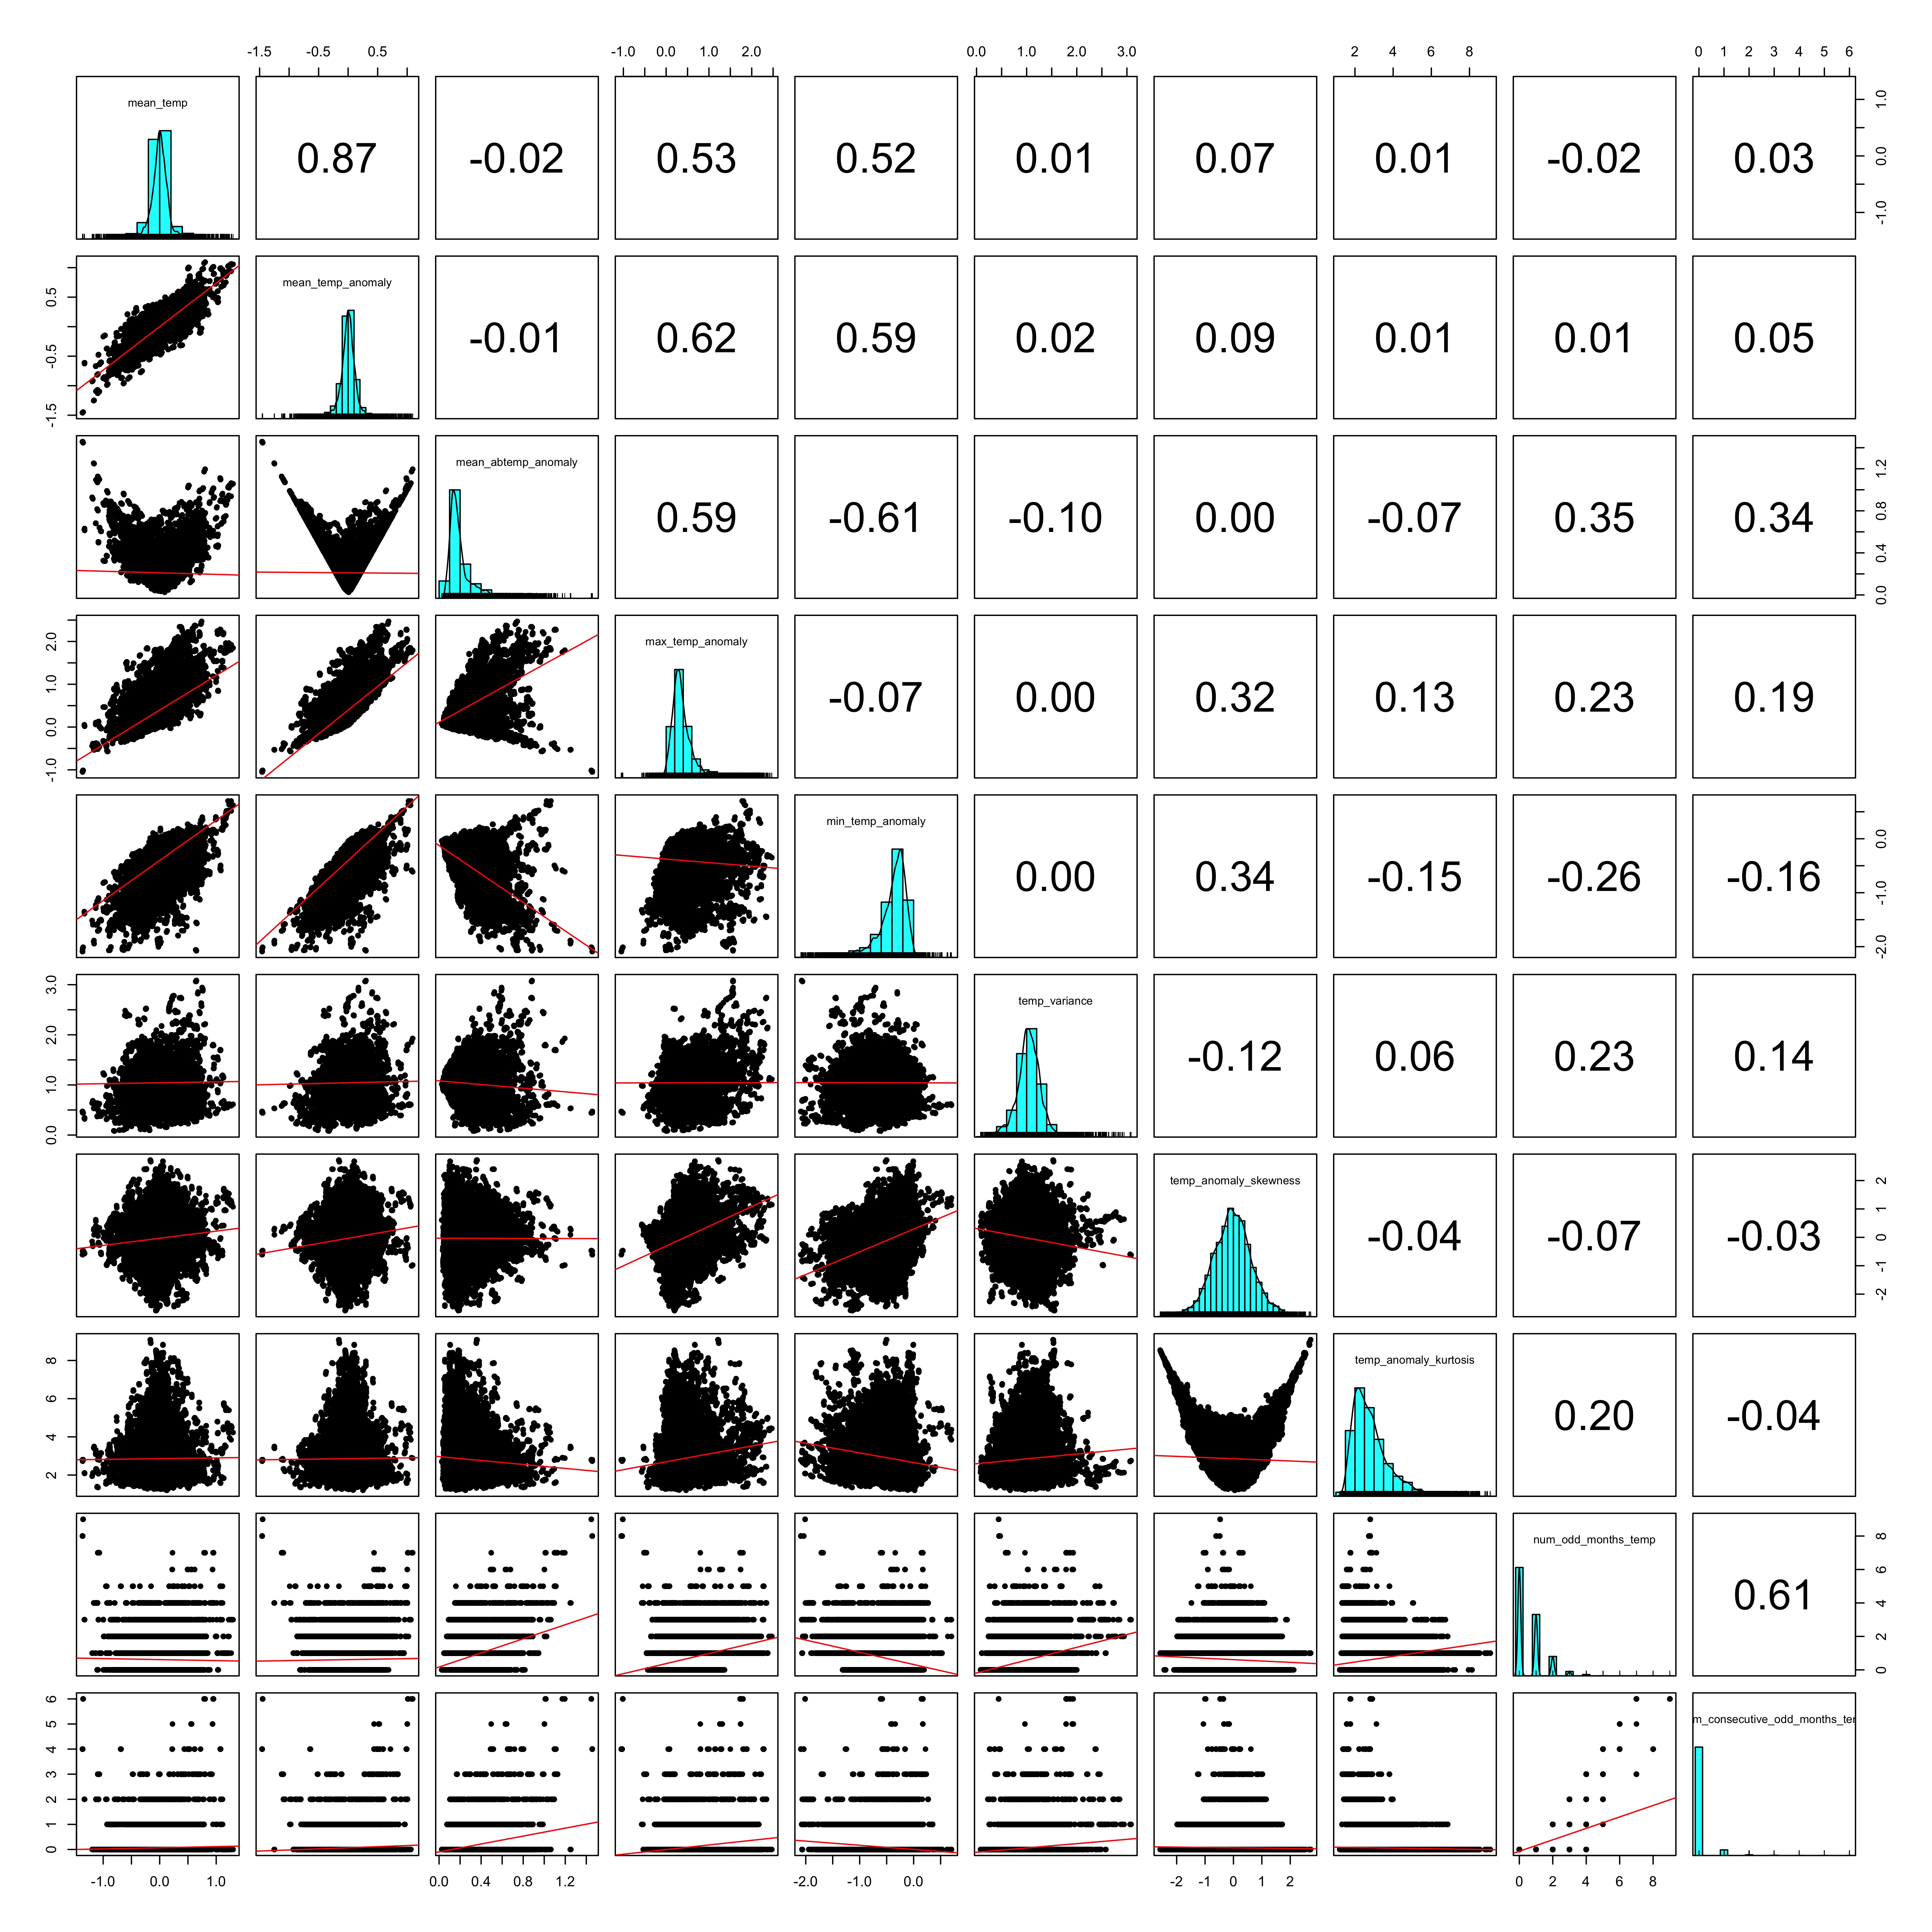 -1.5 -0.5 0.5 -1.0 0.0 1.0 2.0 0.0 1.0 2.0 3.0 2 4 6 8 0 1 2 3 4 5 6
mean_temp 0.87 -0.02 0.53 0.52 0.01 0.07 0.01 -0.02 0.03 -1.0 0.0 1.0
-1.5 -0.5 0.5 mean_temp_anomaly -0.01 0.62 0.59 0.02 0.09 0.01 0.01 0.05
mean_abtemp_anomaly 0.59 -0.61 -0.10 0.00 -0.07 0.35 0.34 0.0 0.4 0.8 1.2
-1.0 0.0 1.0 2.0 max_temp_anomaly -0.07 0.00 0.32 0.13 0.23 0.19
min_temp_anomaly 0.00 0.34 -0.15 -0.26 -0.16 -2.0 -1.0 0.0
0.0 1.0 2.0 3.0 temp_variance -0.12 0.06 0.23 0.14
temp_anomaly_skewness -0.04 -0.07 -0.03 -2 -1 0 1 2
2 4 6 8 temp_anomaly_kurtosis 0.20 -0.04
num_odd_months_temp 0.61 0 2 4 6 8
0 1 2 3 4 5 6 m_consecutive_odd_months_ter
-1.0 0.0 1.0 0.0 0.4 0.8 1.2 -2.0 -1.0 0.0 -2 -1 0 1 2 0 2 4 6 8